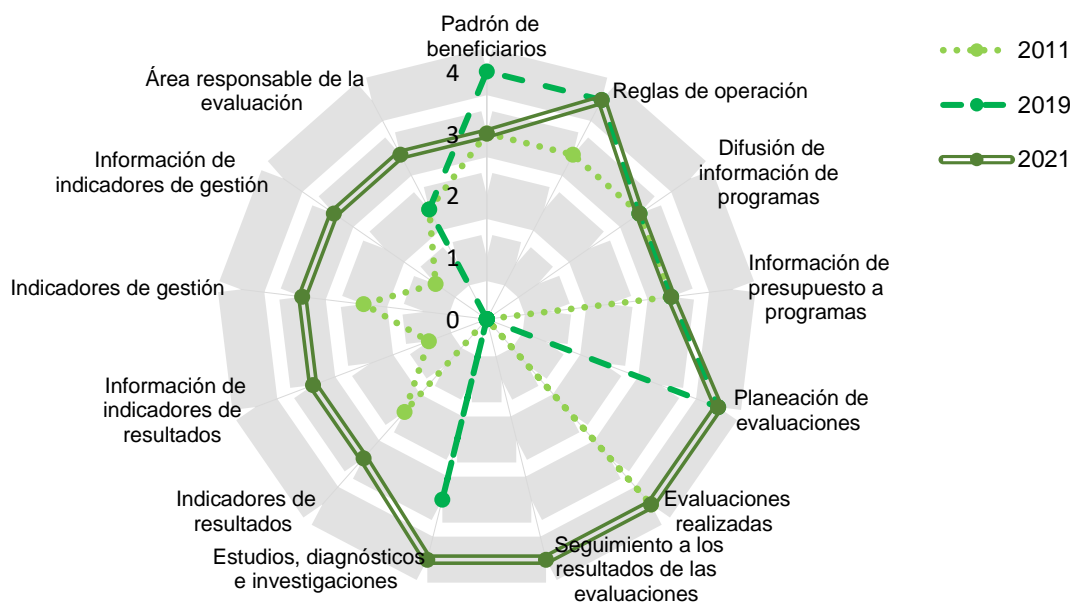 Padrón de
beneficiarios
Reglas de operación
Difusión de
información de
programas
Información de
presupuesto a
programas
Planeación de
evaluaciones
Evaluaciones
realizadas
Seguimiento a los
resultados de las
evaluaciones
Estudios, diagnósticos
e investigaciones
Indicadores de
resultados
Información de
indicadores de
resultados
Indicadores de gestión
Información de
indicadores de gestión
Área responsable de la
evaluación
4
3
2
1
0
2011
2019
2021